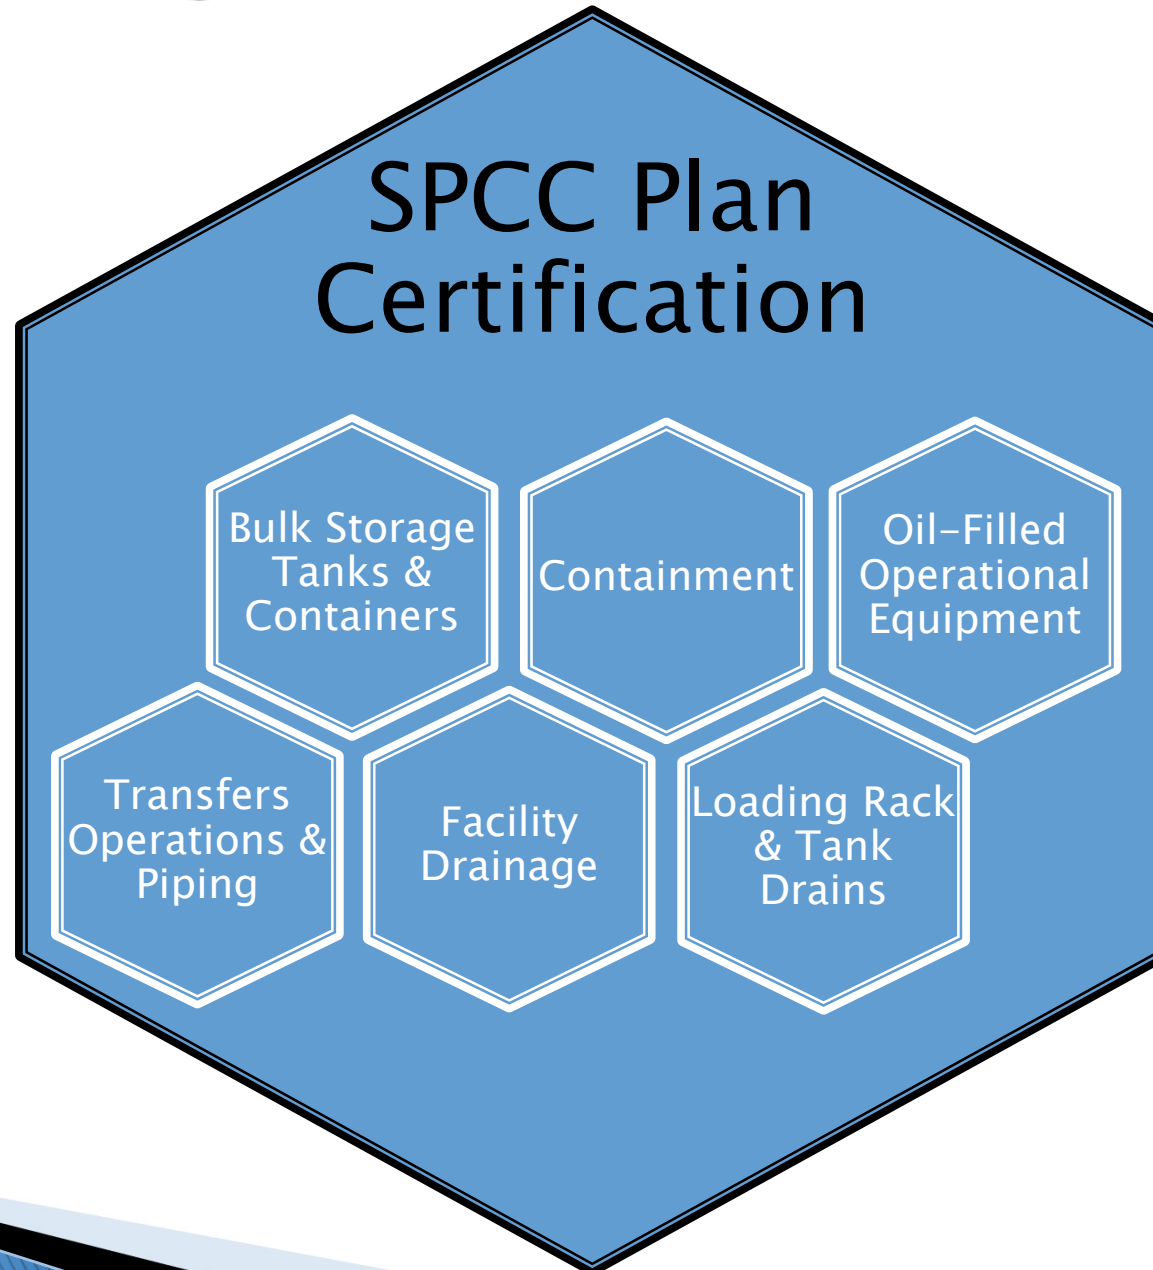 SPCC Plan
Certification
Bulk Storage
Tanks &
Containers
Containment
Oil-Filled
Operational
Equipment
Transfers
Operations &
Piping
Facility
Drainage
Loading Rack
& Tank
Drains